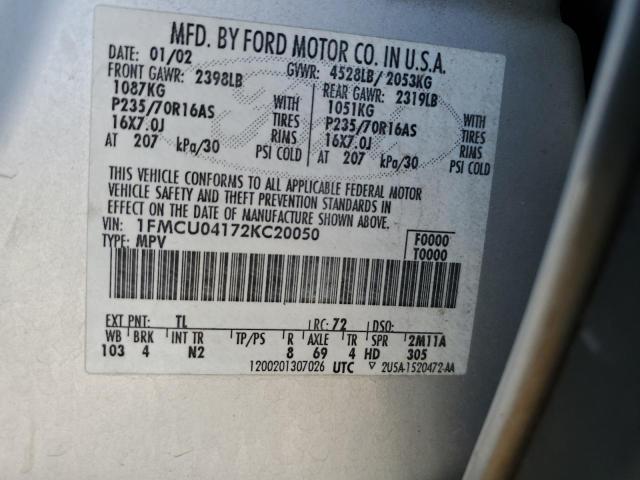 MFD. BY FORD MOTOR CO. IN U.S.A.
DATE: 01/02 GVWR: 4528LB/ 2053KG
FRONT GAWR: 2398LB REAR GAWR: 2319LB
1087KG WITH 1051KG WITH
P235/70R16AS TIRES P235/70R16AS TIRES
16X7.0J RIMS 16X7.0J RIMS
AT 207 kPa/30 PSI COLD AT 207 kPa/30 PSI COLD
THIS VEHICLE CONFORMS TO ALL APPLICABLE FEDERAL MOTOR
VEHICLE SAFETY AND THEFT PREVENTION STANDARDS IN
EFFECT ON THE DATE OF MANUFACTURE SHOWN ABOVE.
VIN: 1FMCU04172KC20050 F0000
TYPE: MPV T0000
EXT PNT: TL RC: 72 DSO:
WB BRK INT TR TP/PS R AXLE TR SPR 2M11A
103 4 N2 8 69 4 HD 305
1200201307026 UTC ▽ 2U5A-1520472-AA